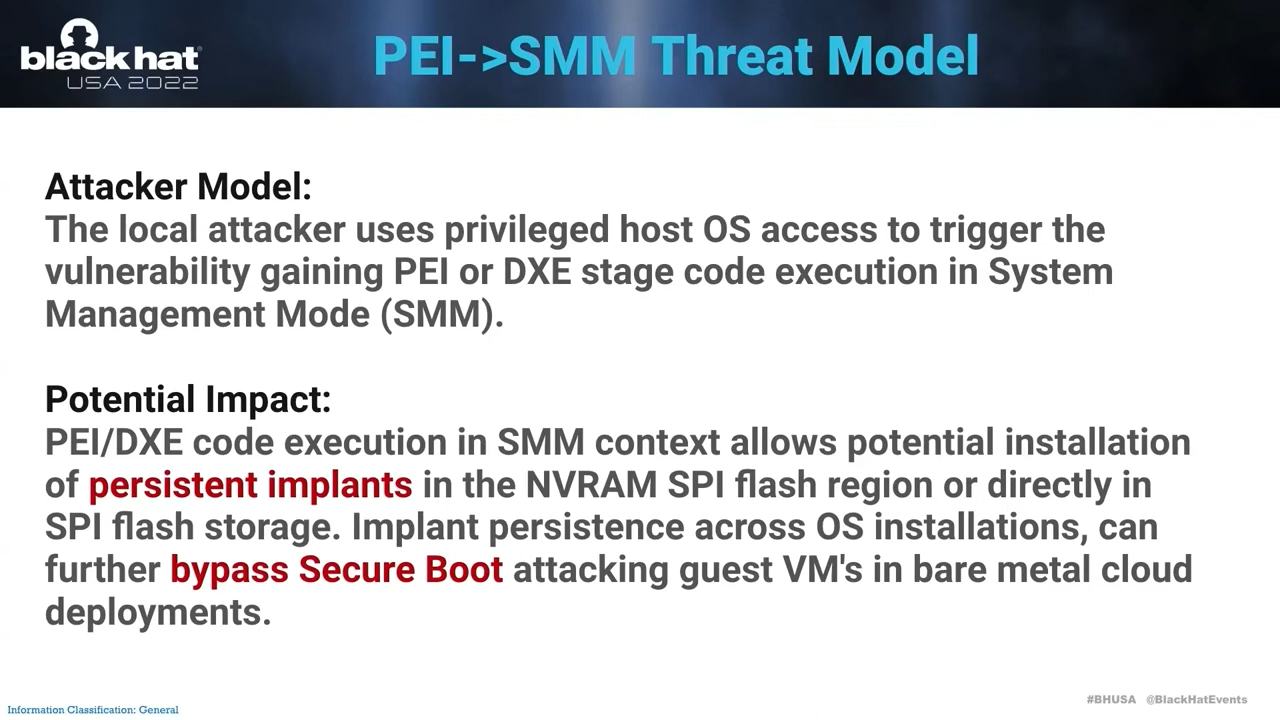 black hat
USA 2022
PEI->SMM Threat Model
Attacker Model:
The local attacker uses privileged host OS access to trigger the
vulnerability gaining PEI or DXE stage code execution in System
Management Mode (SMM).
Potential Impact:
PEI/DXE code execution in SMM context allows potential installation
of persistent implants in the NVRAM SPI flash region or directly in
SPI flash storage. Implant persistence across OS installations, can
further bypass Secure Boot attacking guest VM's in bare metal cloud
deployments.
#BHUSA @BlackHatEvents
Information Classification: General